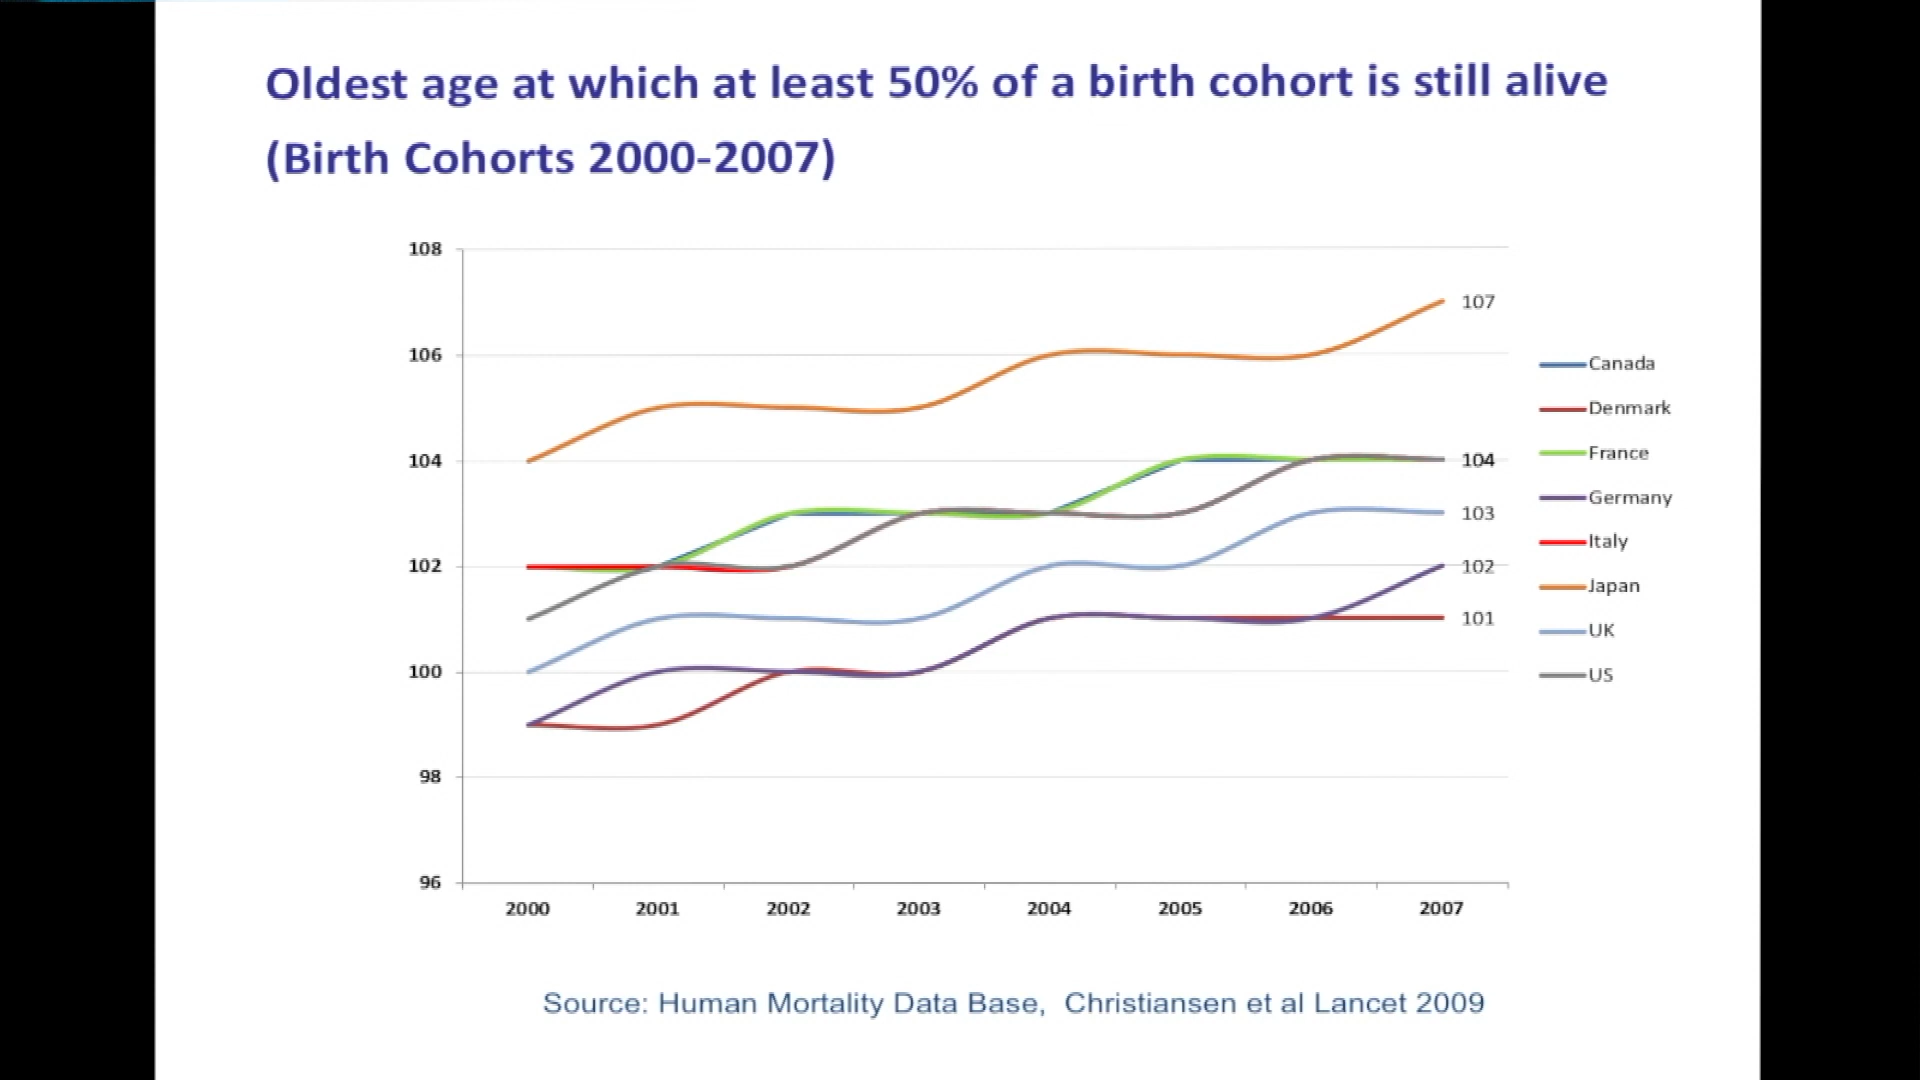 Oldest age at which at least 50% of a birth cohort is still alive
(Birth Cohorts 2000-2007)
108
106
104
102
100
98
96
107
104
103
102
101
Canada
Denmark
France
Germany
Italy
Japan
UK
US
2000 2001 2002 2003 2004 2005 2006 2007
Source: Human Mortality Data Base, Christiansen et al Lancet 2009